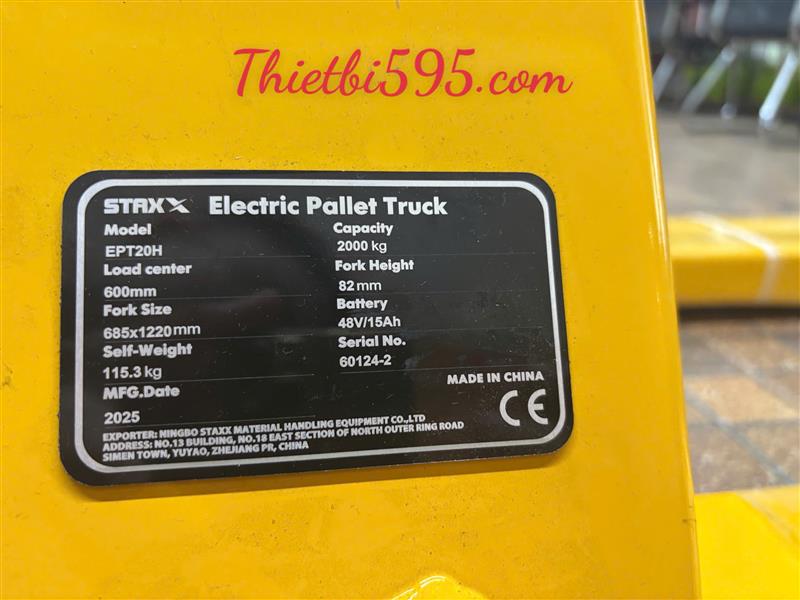 Thietbi595.com
STAXX Electric Pallet Truck
Model Capacity
EPT20H 2000 kg
Load center Fork Height
600mm 82 mm
Fork Size Battery
685x1220 mm 48V/15Ah
Self-Weight Serial No.
115.3 kg 60124-2
MFG.Date MADE IN CHINA
2025 CE
EXPORTER: NINGBO STAXX MATERIAL HANDLING EQUIPMENT CO.,LTD
ADDRESS: NO.13 BUILDING, NO.18 EAST SECTION OF NORTH OUTER RING ROAD
SIMEN TOWN, YUYAO, ZHEJIANG PR, CHINA